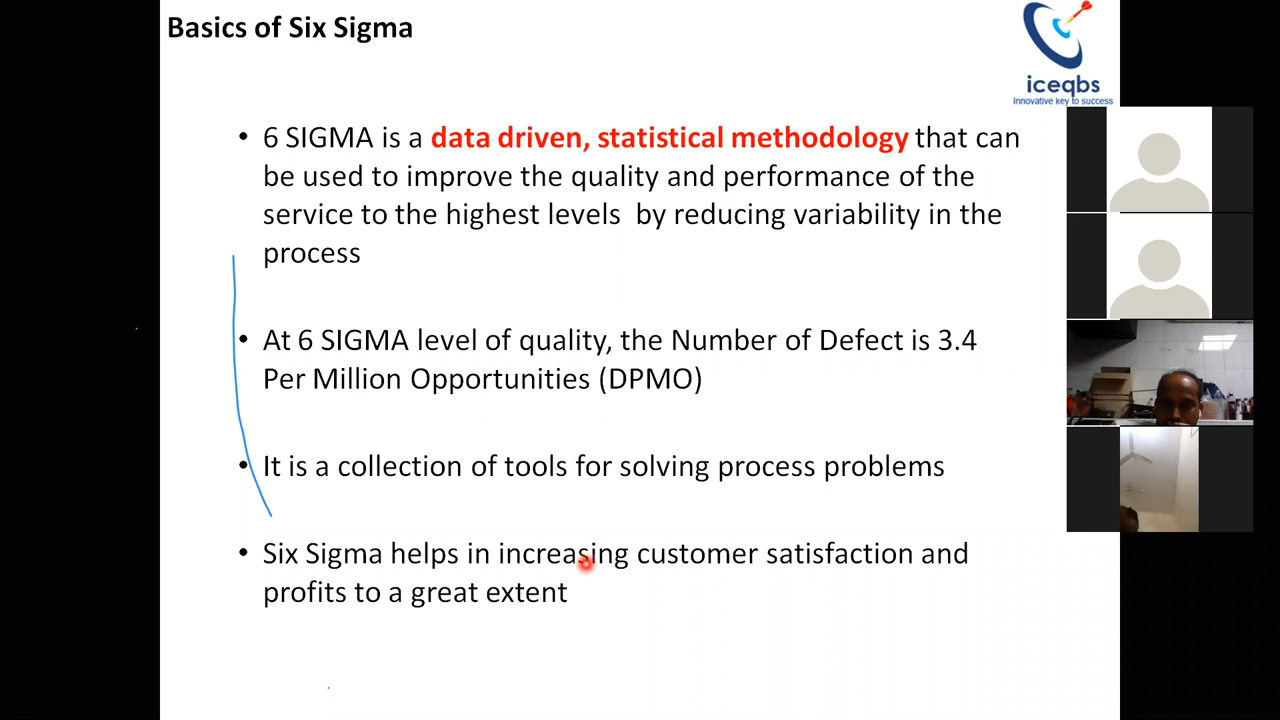 Basics of Six Sigma
iceqbs
Innovative key to success
• 6 SIGMA is a data driven, statistical methodology that can
be used to improve the quality and performance of the
service to the highest levels by reducing variability in the
process
• At 6 SIGMA level of quality, the Number of Defect is 3.4
Per Million Opportunities (DPMO)
• It is a collection of tools for solving process problems
• Six Sigma helps in increasing customer satisfaction and
profits to a great extent